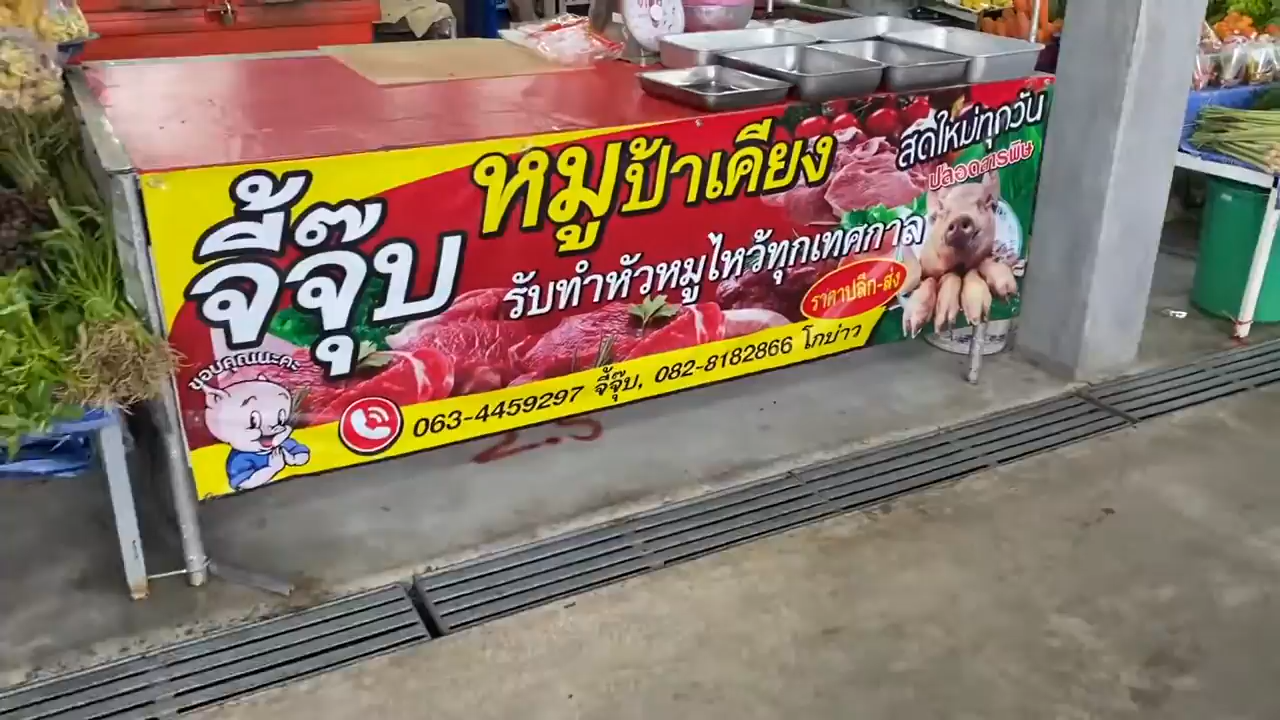 จี้จุ๊บ
หมูป้าเคียง
สดใหม่ทุกวัน
ปลอดสารพิษ
รับทำหัวหมูไหว้ทุกเทศกาล
ราคาปลีก-ส่ง
ขอบคุณนะคะ
063-4459297 จี้จุ๊บ, 082-8182866 โกบ่าว
2.5